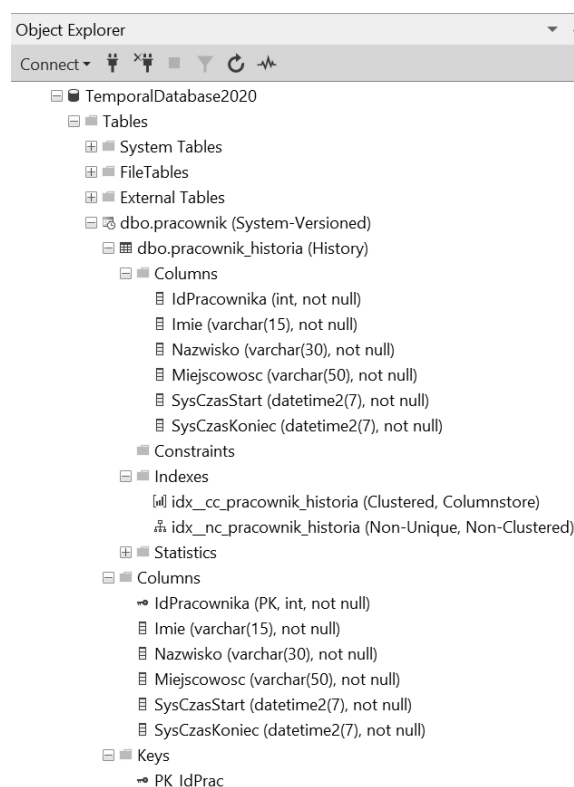 Object Explorer
Connect
TemporalDatabase2020
Tables
System Tables
FileTables
External Tables
dbo.pracownik (System-Versioned)
dbo.pracownik_historia (History)
Columns
IdPracownika (int, not null)
Imie (varchar(15), not null)
Nazwisko (varchar(30), not null)
Miejscowosc (varchar(50), not null)
SysCzasStart (datetime2(7), not null)
SysCzasKoniec (datetime2(7), not null)
Constraints
Indexes
idx__cc_pracownik_historia (Clustered, Columnstore)
idx__nc_pracownik_historia (Non-Unique, Non-Clustered)
Statistics
Columns
IdPracownika (PK, int, not null)
Imie (varchar(15), not null)
Nazwisko (varchar(30), not null)
Miejscowosc (varchar(50), not null)
SysCzasStart (datetime2(7), not null)
SysCzasKoniec (datetime2(7), not null)
Keys
PK_IdPrac